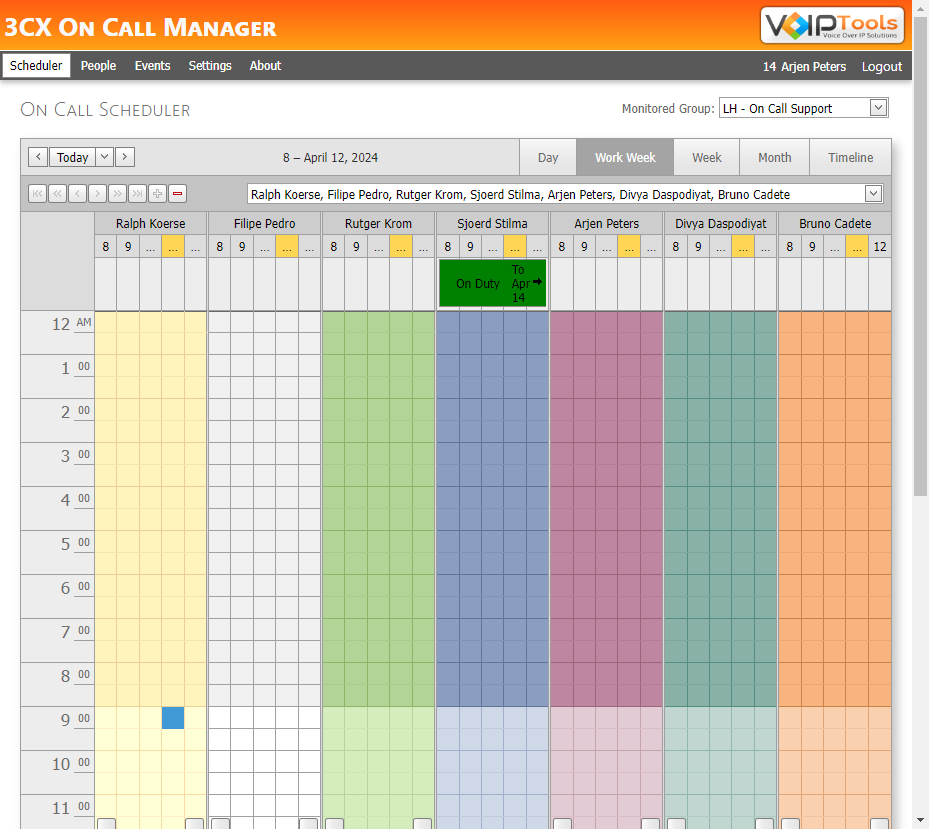 3CX On Call Manager
VOIPTools
Voice Over IP Solutions
Scheduler People Events Settings About 14 Arjen Peters Logout
On Call Scheduler
Monitored Group: LH - On Call Support
Today 8 – April 12, 2024 Day Work Week Week Month Timeline
Ralph Koerse, Filipe Pedro, Rutger Krom, Sjoerd Stilma, Arjen Peters, Divya Daspodiyat, Bruno Cadete
Ralph Koerse Filipe Pedro Rutger Krom Sjoerd Stilma Arjen Peters Divya Daspodiyat Bruno Cadete
8 9 ... ... ... 8 9 ... ... ... 8 9 ... ... ... 8 9 ... ... ... 8 9 ... ... ... 8 9 ... ... ... 8 9 ... ... 12
On Duty To Apr 14
12 AM
1 00
2 00
3 00
4 00
5 00
6 00
7 00
8 00
9 00
10 00
11 00